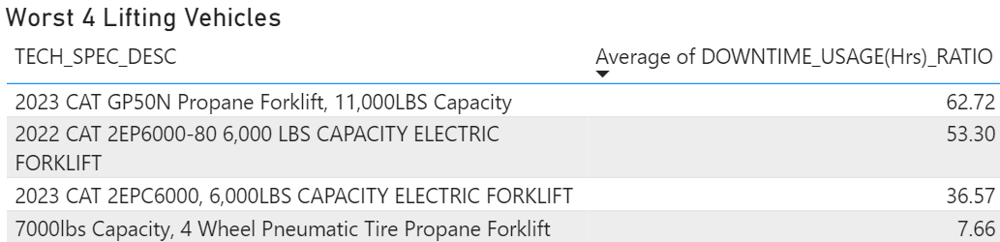 Worst 4 Lifting Vehicles
TECH_SPEC_DESC Average of DOWNTIME_USAGE(Hrs)_RATIO
2023 CAT GP50N Propane Forklift, 11,000LBS Capacity 62.72
2022 CAT 2EP6000-80 6,000 LBS CAPACITY ELECTRIC 53.30
FORKLIFT
2023 CAT 2EPC6000, 6,000LBS CAPACITY ELECTRIC FORKLIFT 36.57
7000lbs Capacity, 4 Wheel Pneumatic Tire Propane Forklift 7.66